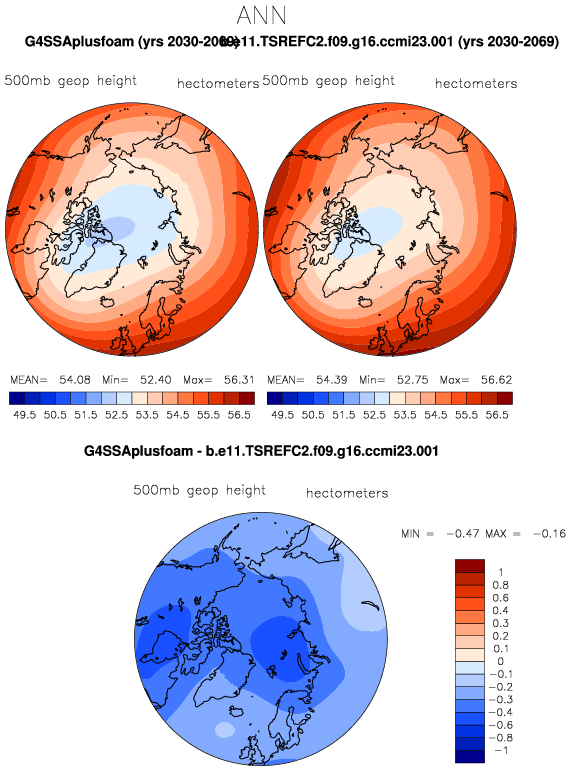 ANN
G4SSAplusfoam (yrs 2030-2069) b.e11.TSREFC2.f09.g16.ccmi23.001 (yrs 2030-2069)
500mb geop height hectometers 500mb geop height hectometers
MEAN= 54.08 Min= 52.40 Max= 56.31 MEAN= 54.39 Min= 52.75 Max= 56.62
49.5 50.5 51.5 52.5 53.5 54.5 55.5 56.5 49.5 50.5 51.5 52.5 53.5 54.5 55.5 56.5
G4SSAplusfoam - b.e11.TSREFC2.f09.g16.ccmi23.001
500mb geop height hectometers
MIN = -0.47 MAX = -0.16
1
0.8
0.6
0.4
0.3
0.2
0.1
0
-0.1
-0.2
-0.3
-0.4
-0.6
-0.8
-1